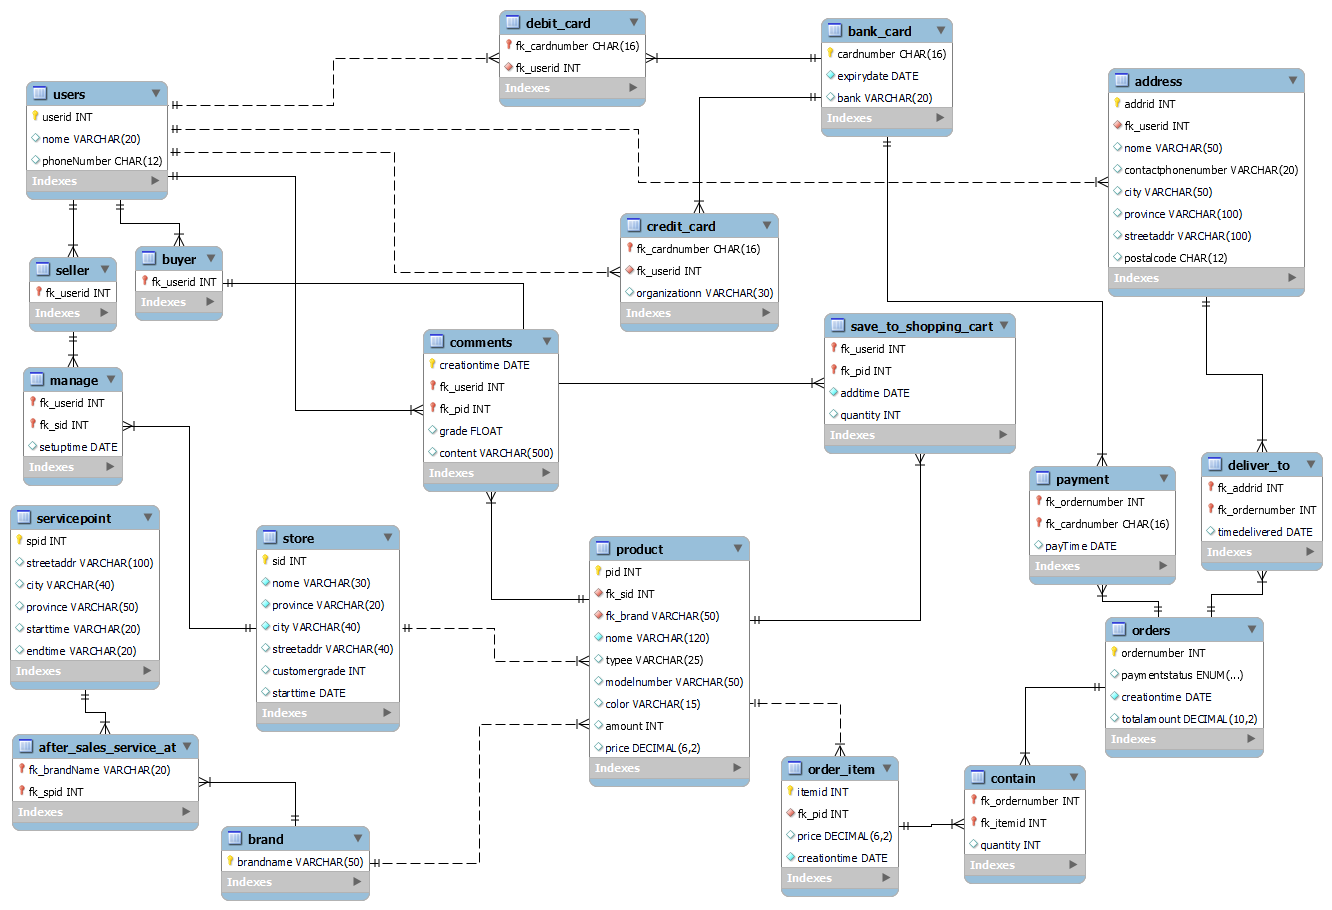 debit_card
fk_cardnumber CHAR(16)
fk_userid INT
Indexes
bank_card
cardnumber CHAR(16)
expirydate DATE
bank VARCHAR(20)
Indexes
address
addrid INT
fk_userid INT
nome VARCHAR(50)
contactphonenumber VARCHAR(20)
city VARCHAR(50)
province VARCHAR(100)
streetaddr VARCHAR(100)
postalcode CHAR(12)
Indexes
users
userid INT
nome VARCHAR(20)
phoneNumber CHAR(12)
Indexes
credit_card
fk_cardnumber CHAR(16)
fk_userid INT
organizationn VARCHAR(30)
Indexes
seller
fk_userid INT
Indexes
buyer
fk_userid INT
Indexes
comments
creationtime DATE
fk_userid INT
fk_pid INT
grade FLOAT
content VARCHAR(500)
Indexes
save_to_shopping_cart
fk_userid INT
fk_pid INT
addtime DATE
quantity INT
Indexes
manage
fk_userid INT
fk_sid INT
setuptime DATE
Indexes
payment
fk_ordernumber INT
fk_cardnumber CHAR(16)
payTime DATE
Indexes
deliver_to
fk_addrid INT
fk_ordernumber INT
timedelivered DATE
Indexes
servicepoint
spid INT
streetaddr VARCHAR(100)
city VARCHAR(40)
province VARCHAR(50)
starttime VARCHAR(20)
endtime VARCHAR(20)
Indexes
store
sid INT
nome VARCHAR(30)
province VARCHAR(20)
city VARCHAR(40)
streetaddr VARCHAR(40)
customergrade INT
starttime DATE
Indexes
product
pid INT
fk_sid INT
fk_brand VARCHAR(50)
nome VARCHAR(120)
typee VARCHAR(25)
modelnumber VARCHAR(50)
color VARCHAR(15)
amount INT
price DECIMAL(6,2)
Indexes
orders
ordernumber INT
paymentstatus ENUM(...)
creationtime DATE
totalamount DECIMAL(10,2)
Indexes
after_sales_service_at
fk_brandName VARCHAR(20)
fk_spid INT
Indexes
brand
brandname VARCHAR(50)
Indexes
order_item
itemid INT
fk_pid INT
price DECIMAL(6,2)
creationtime DATE
Indexes
contain
fk_ordernumber INT
fk_itemid INT
quantity INT
Indexes